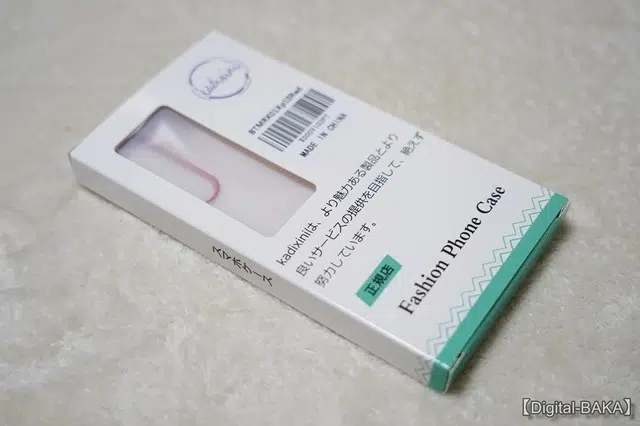 MADE IN CHINA
kadixiniは、より魅力ある製品とより
良いサービスの提供を目指して、絶えず
努力しています。
正規店
Fashion Phone Case
スマホケース
【Digital-BAKA】